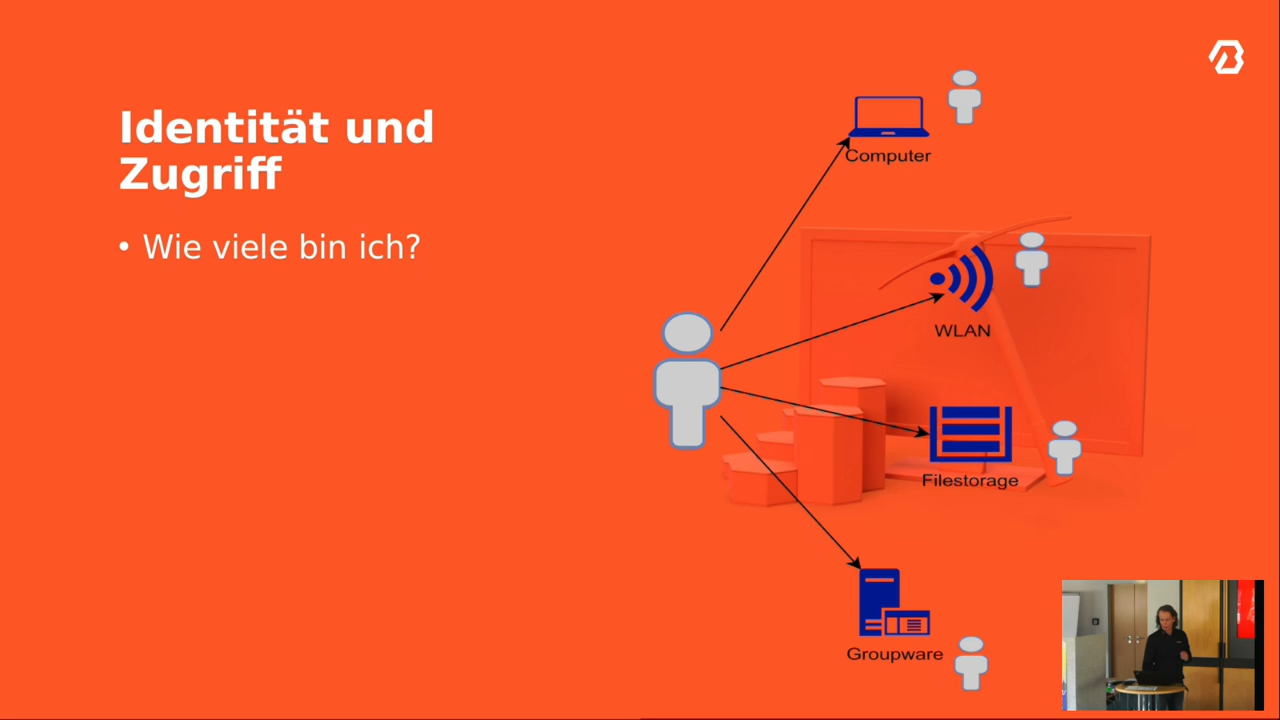 Identität und
Zugriff
• Wie viele bin ich?
Computer
WLAN
Filestorage
Groupware